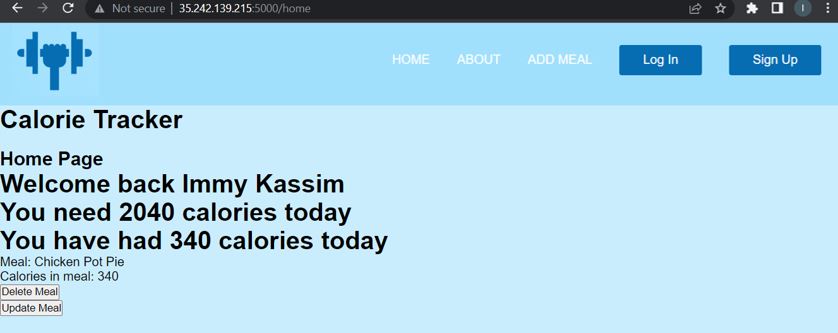 Not secure | 35.242.139.215:5000/home
I
HOME ABOUT ADD MEAL Log In Sign Up
Calorie Tracker
Home Page
Welcome back Immy Kassim
You need 2040 calories today
You have had 340 calories today
Meal: Chicken Pot Pie
Calories in meal: 340
Delete Meal
Update Meal